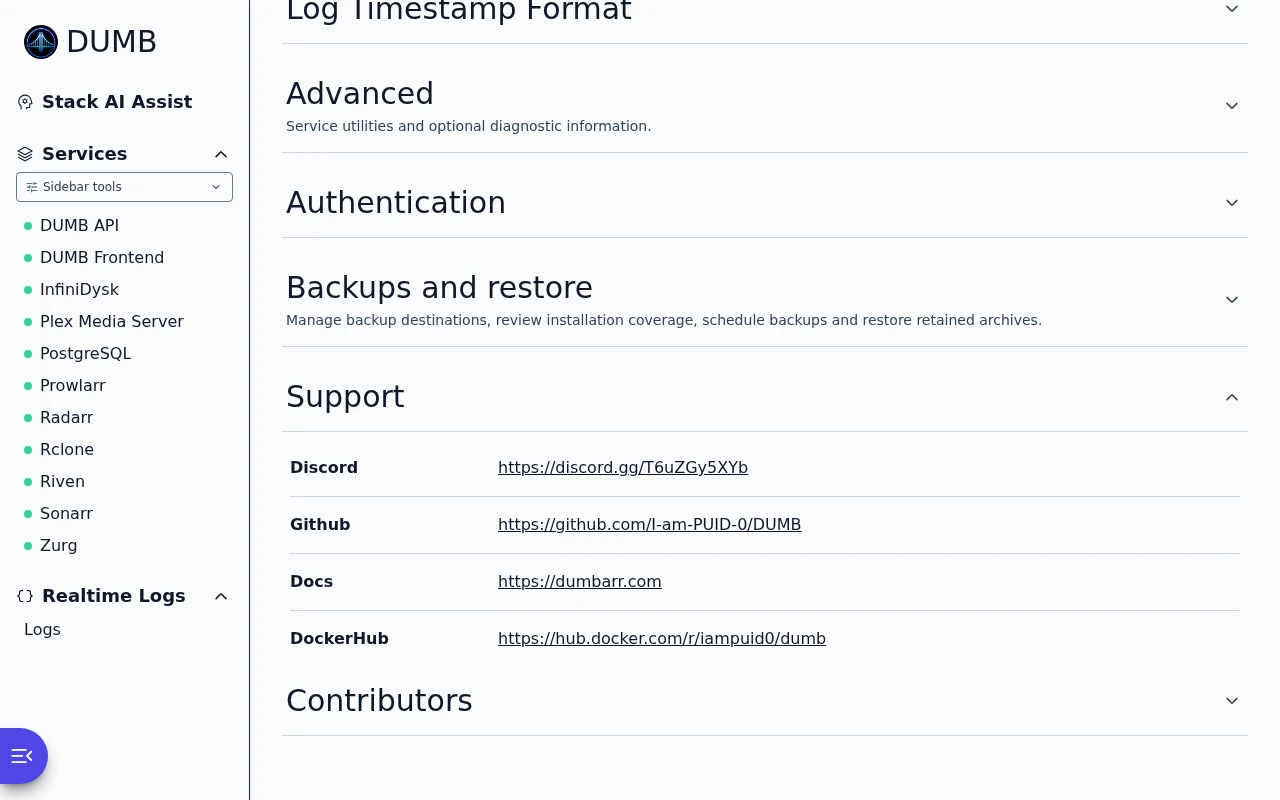 DUMB
Stack AI Assist
Services
Sidebar tools
DUMB API
DUMB Frontend
InfiniDysk
Plex Media Server
PostgreSQL
Prowlarr
Radarr
Rclone
Riven
Sonarr
Zurg
Realtime Logs
Logs
Log Timestamp Format
Advanced
Service utilities and optional diagnostic information.
Authentication
Backups and restore
Manage backup destinations, review installation coverage, schedule backups and restore retained archives.
Support
Discord https://discord.gg/T6uZGy5XYb
Github https://github.com/I-am-PUID-0/DUMB
Docs https://dumbarr.com
DockerHub https://hub.docker.com/r/iampuid0/dumb
Contributors